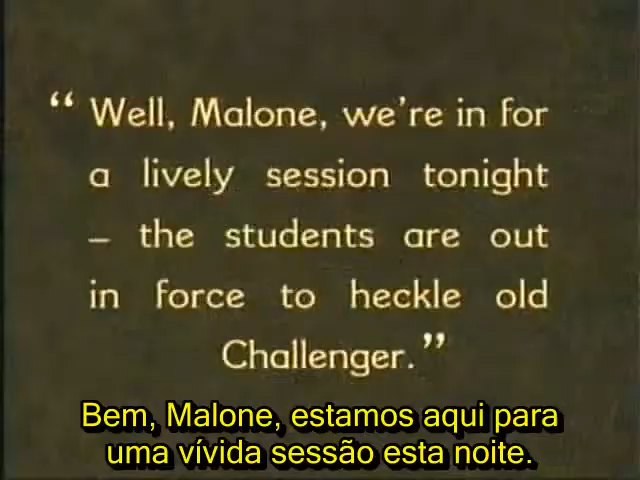 “ Well, Malone, we're in for
a lively session tonight
– the students are out
in force to heckle old
Challenger.”
Bem, Malone, estamos aqui para
uma vívida sessão esta noite.